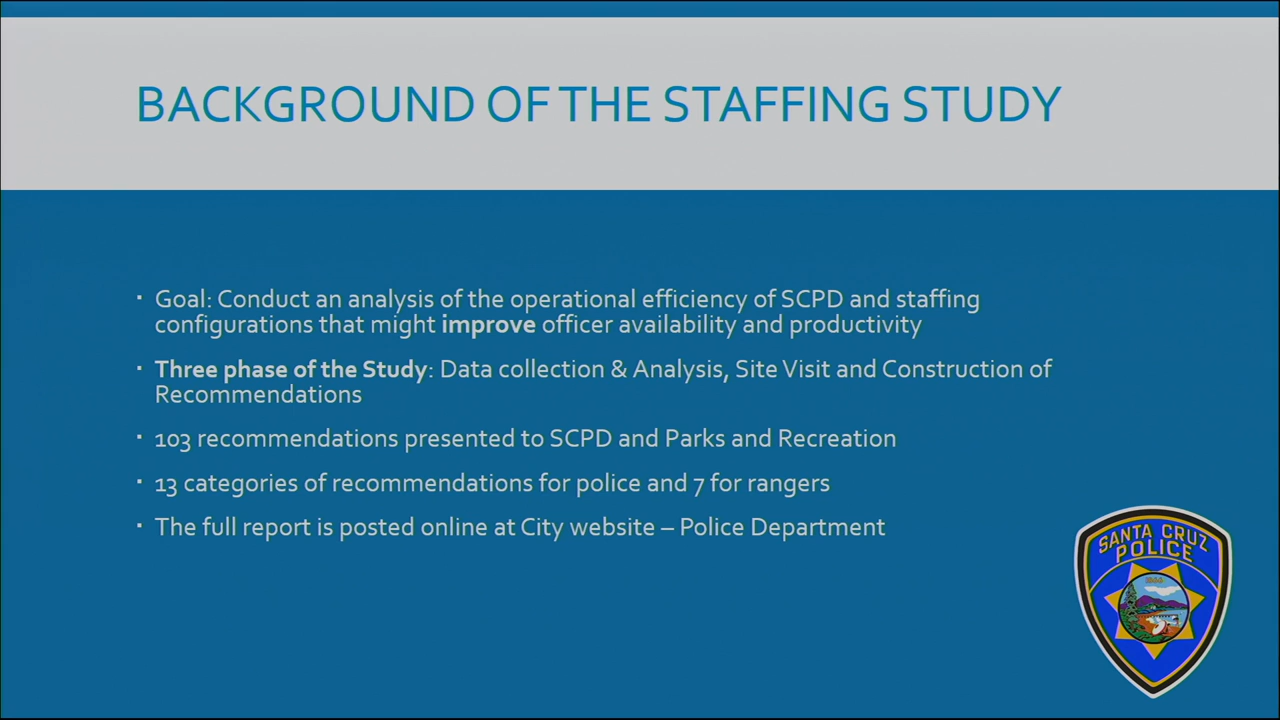 BACKGROUND OF THE STAFFING STUDY
▪ Goal: Conduct an analysis of the operational efficiency of SCPD and staffing
configurations that might improve officer availability and productivity
▪ Three phase of the Study: Data collection & Analysis, Site Visit and Construction of
Recommendations
▪ 103 recommendations presented to SCPD and Parks and Recreation
▪ 13 categories of recommendations for police and 7 for rangers
▪ The full report is posted online at City website – Police Department
SANTA CRUZ
POLICE
1866